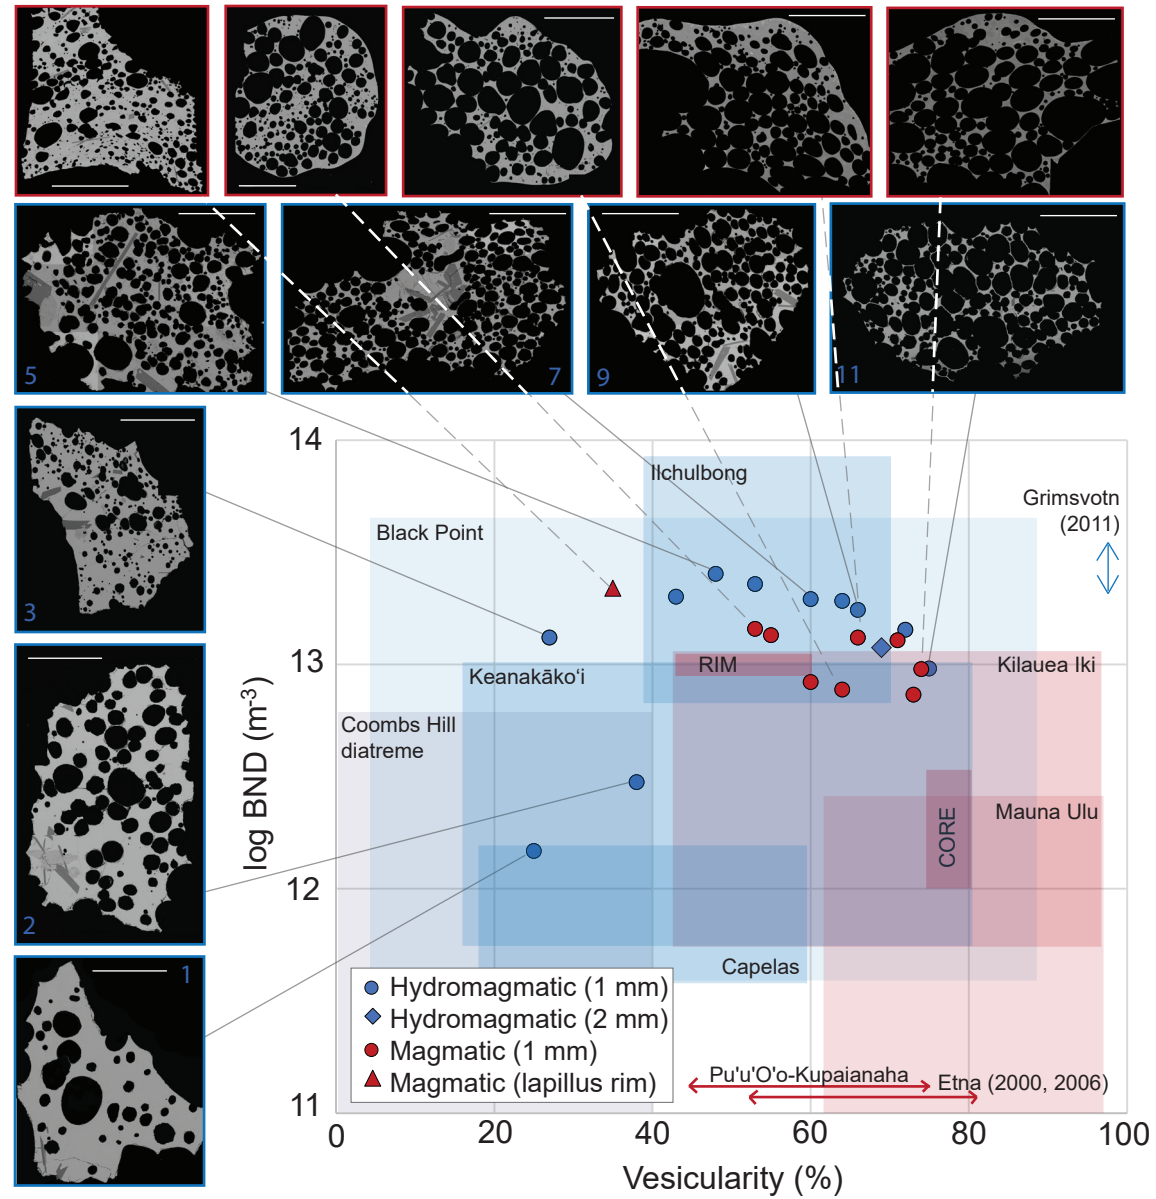 5
7
9
11
3
2
1
14
13
12
11
log BND (m⁻³)
0
20
40
60
80
100
Vesicularity (%)
Ilchulbong
Black Point
Grimsvotn
(2011)
RIM
Kilauea Iki
Keanakākoʻi
Coombs Hill
diatreme
CORE
Mauna Ulu
Capelas
Hydromagmatic (1 mm)
Hydromagmatic (2 mm)
Magmatic (1 mm)
Magmatic (lapillus rim)
Pu'u'O'o-Kupaianaha
Etna (2000, 2006)